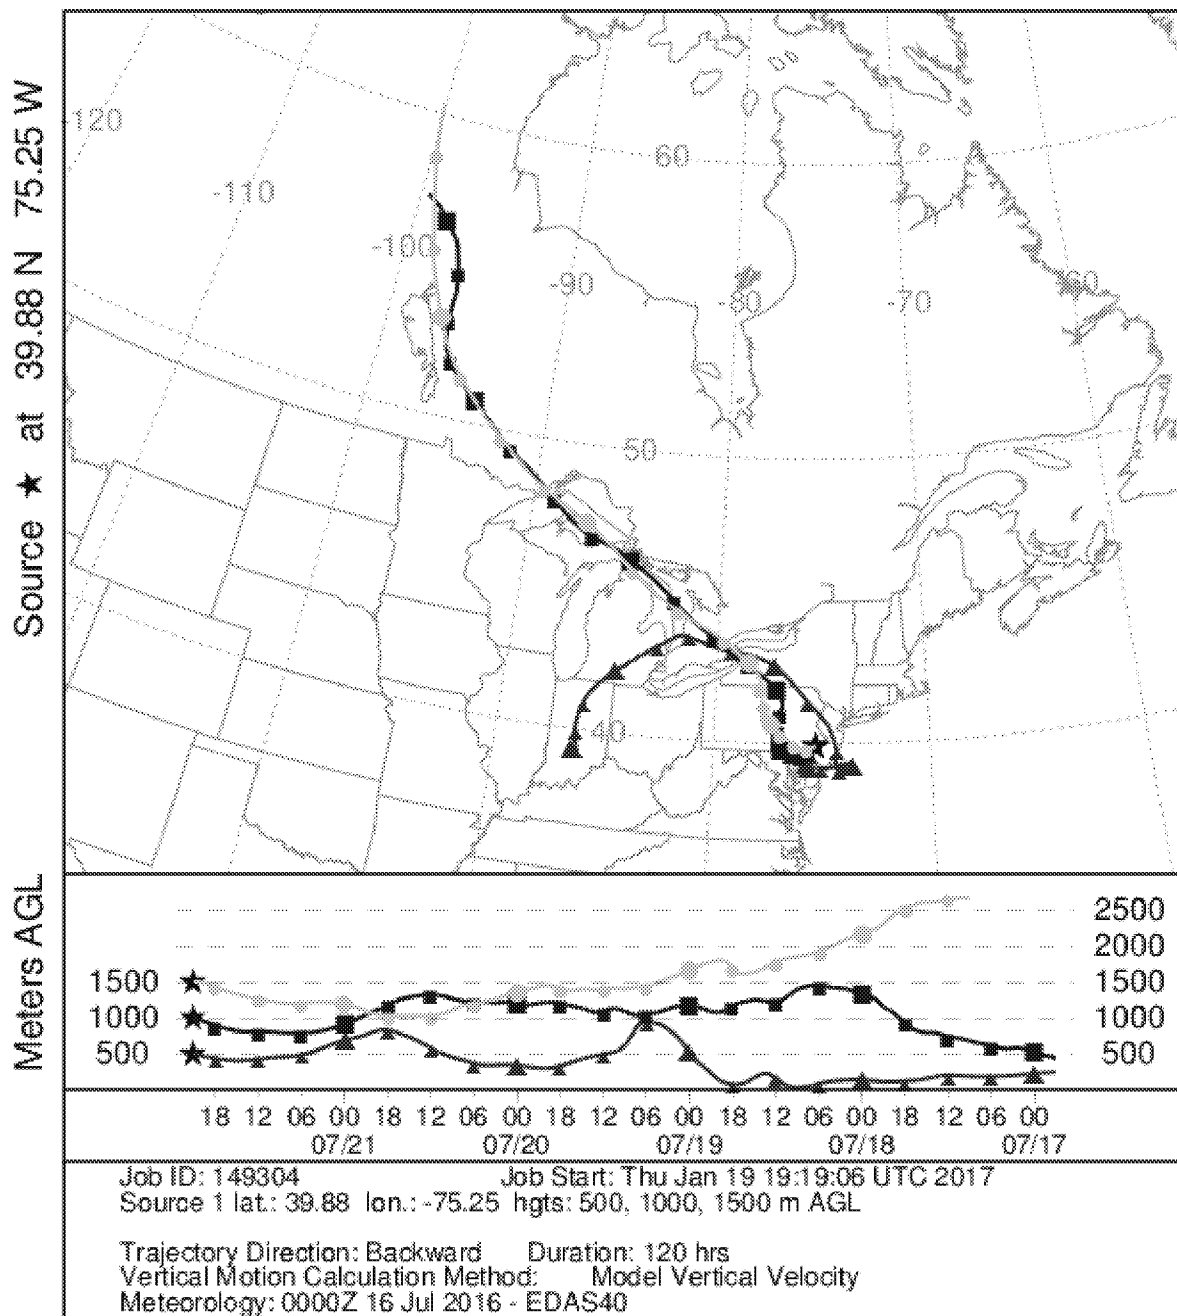 Source ★ at 39.88 N 75.25 W
-120
-110
60
-100
-90
-80
-70
-60
50
40
Meters AGL
2500
2000
1500 1500
1000 1000
500 500
18 12 06 00 18 12 06 00 18 12 06 00 18 12 06 00 18 12 06 00
07/21 07/20 07/19 07/18 07/17
Job ID: 149304 Job Start: Thu Jan 19 19:19:06 UTC 2017
Source 1 lat.: 39.88 lon.: -75.25 hgts: 500, 1000, 1500 m AGL
Trajectory Direction: Backward Duration: 120 hrs
Vertical Motion Calculation Method: Model Vertical Velocity
Meteorology: 0000Z 16 Jul 2016 - EDAS40